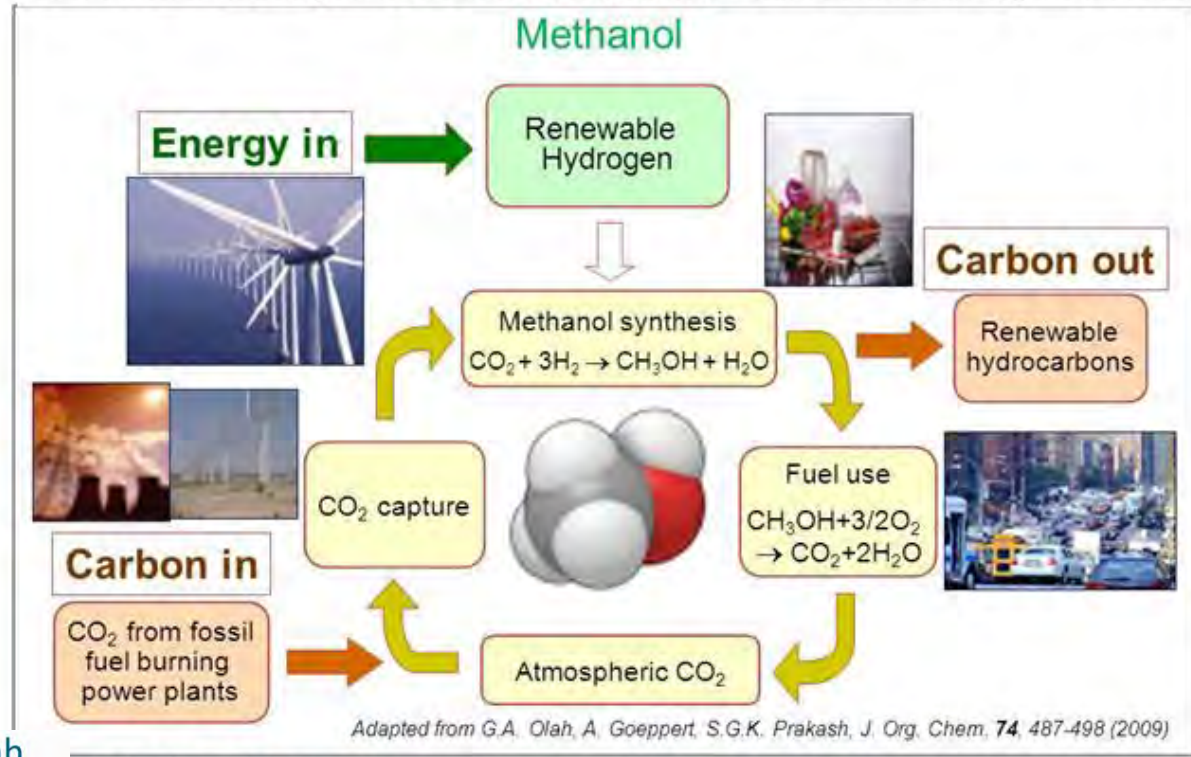 Methanol
Energy in
Renewable
Hydrogen
Carbon out
Methanol synthesis
CO₂ + 3H₂ → CH₃OH + H₂O
Renewable
hydrocarbons
CO₂ capture
Fuel use
CH₃OH+3/2O₂
→ CO₂+2H₂O
Carbon in
CO₂ from fossil
fuel burning
power plants
Atmospheric CO₂
Adapted from G.A. Olah, A. Goeppert, S.G.K. Prakash, J. Org. Chem, 74, 487-498 (2009)